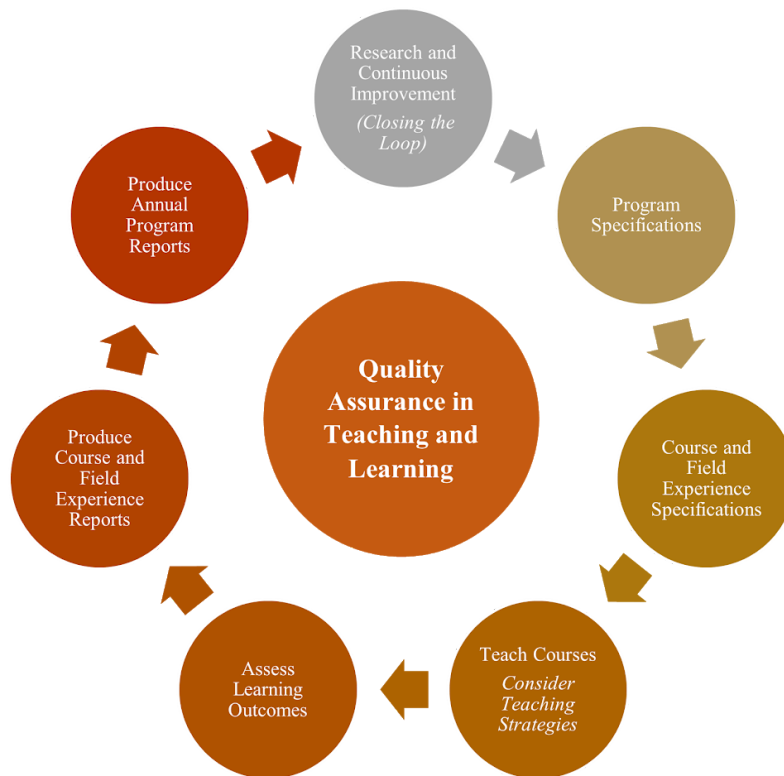 Research and
Continuous
Improvement
(Closing the
Loop)
Program
Specifications
Course and
Field
Experience
Specifications
Teach Courses
Consider
Teaching
Strategies
Assess
Learning
Outcomes
Produce
Course and
Field
Experience
Reports
Produce
Annual
Program
Reports
Quality
Assurance in
Teaching and
Learning